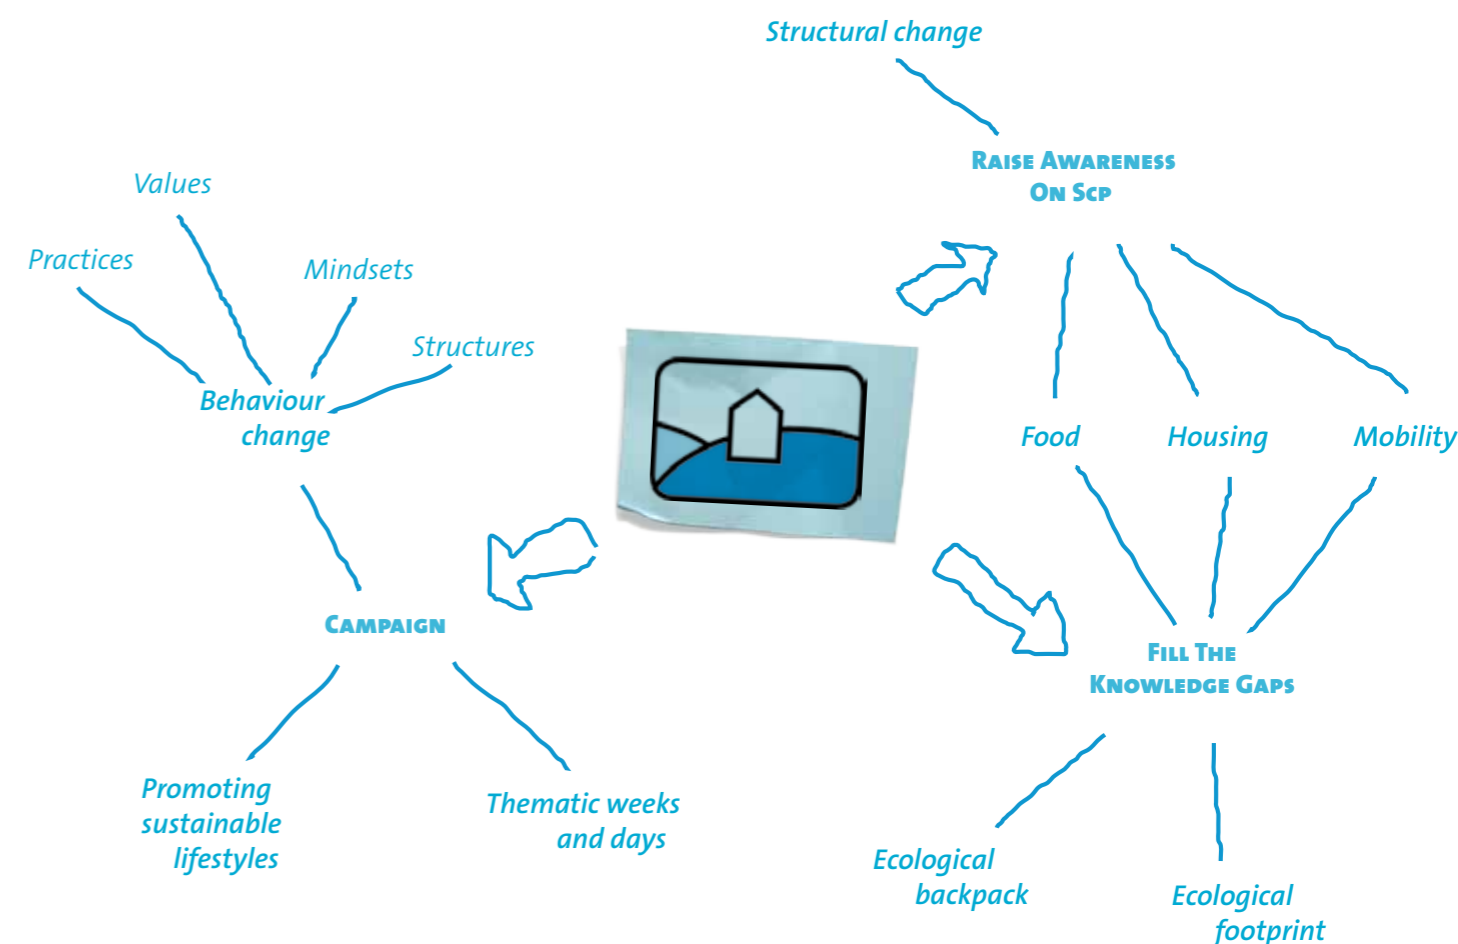 Structural change
Raise Awareness
On Scp
Values
Practices
Mindsets
Structures
Behaviour
change
Food
Housing
Mobility
Campaign
Fill The
Knowledge Gaps
Promoting
sustainable
lifestyles
Thematic weeks
and days
Ecological
backpack
Ecological
footprint